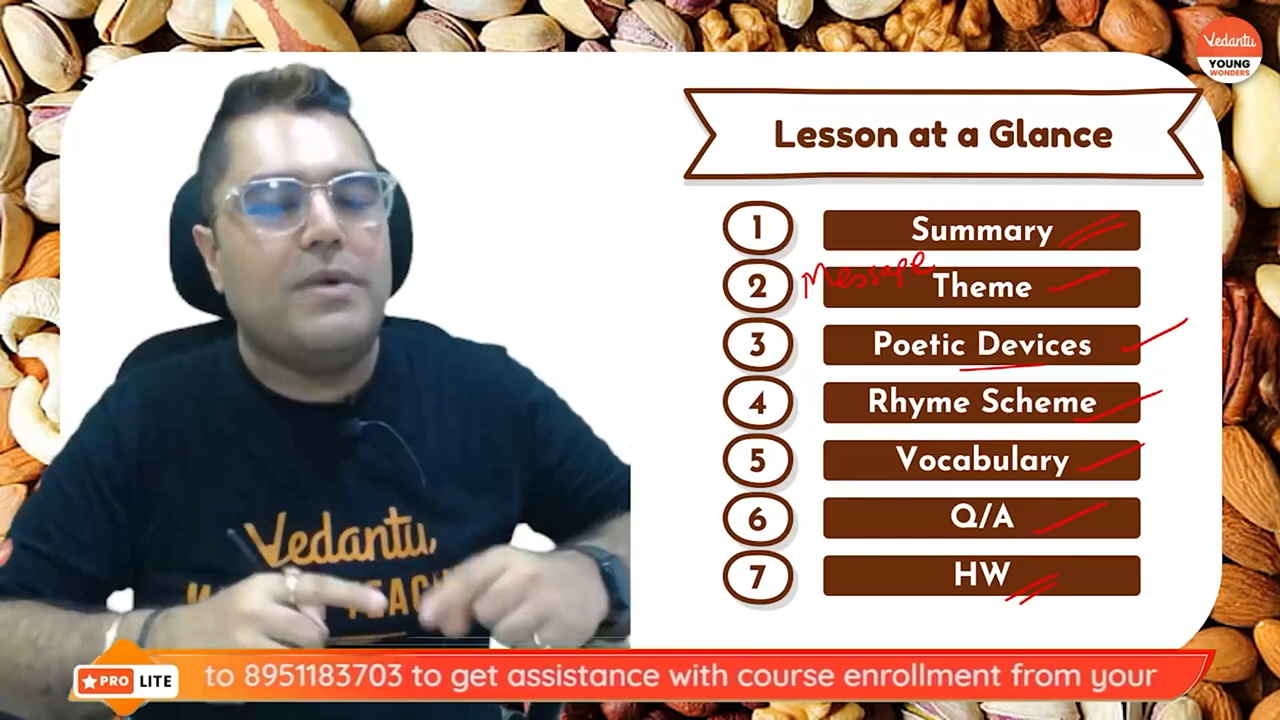 Vedantu
YOUNG
WONDERS
Lesson at a Glance
1 Summary
Message
2 Theme
3 Poetic Devices
4 Rhyme Scheme
5 Vocabulary
6 Q/A
7 HW
Vedantu
PRO LITE
to 8951183703 to get assistance with course enrollment from your